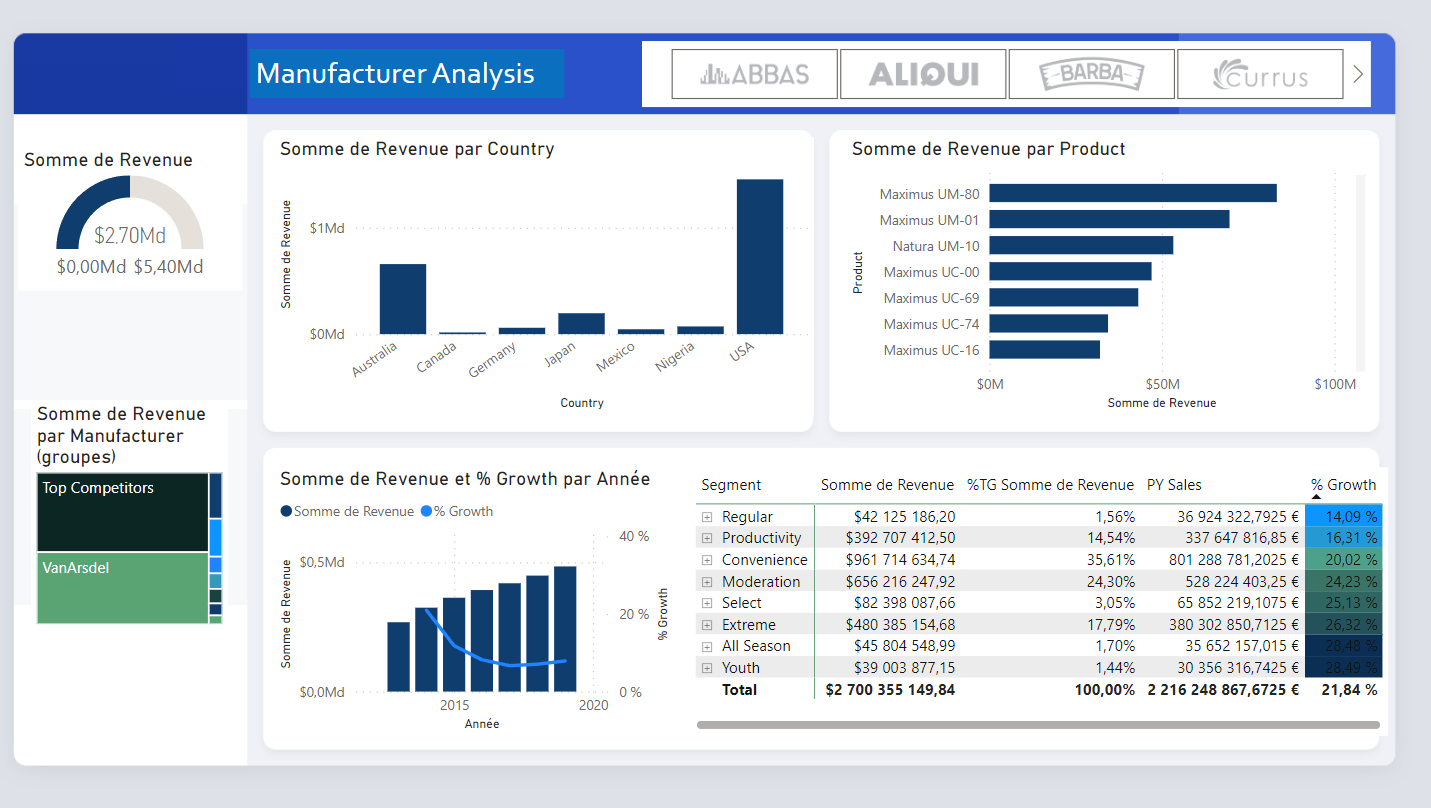 Manufacturer Analysis
ABBAS
ALIQUI
BARBA
Currus
Somme de Revenue
$2,70Md
$0,00Md $5,40Md
Somme de Revenue
par Manufacturer
(groupes)
Top Competitors
VanArsdel
Somme de Revenue par Country
Somme de Revenue
$1Md
$0Md
Australia
Canada
Germany
Japan
Mexico
Nigeria
USA
Country
Somme de Revenue par Product
Product
Maximus UM-80
Maximus UM-01
Natura UM-10
Maximus UC-00
Maximus UC-69
Maximus UC-74
Maximus UC-16
$0M $50M $100M
Somme de Revenue
Somme de Revenue et % Growth par Année
Somme de Revenue % Growth
Somme de Revenue
$0,5Md
$0,0Md
40 %
20 %
0 %
% Growth
2015 2020
Année
Segment Somme de Revenue %TG Somme de Revenue PY Sales % Growth
Regular $42 125 186,20 1,56% 36 924 322,7925 € 14,09 %
Productivity $392 707 412,50 14,54% 337 647 816,85 € 16,31 %
Convenience $961 714 634,74 35,61% 801 288 781,2025 € 20,02 %
Moderation $656 216 247,92 24,30% 528 224 403,25 € 24,23 %
Select $82 398 087,66 3,05% 65 852 219,1075 € 25,13 %
Extreme $480 385 154,68 17,79% 380 302 850,7125 € 26,32 %
All Season $45 804 548,99 1,70% 35 652 157,015 € 28,48 %
Youth $39 003 877,15 1,44% 30 356 316,7425 € 28,49 %
Total $2 700 355 149,84 100,00% 2 216 248 867,6725 € 21,84 %